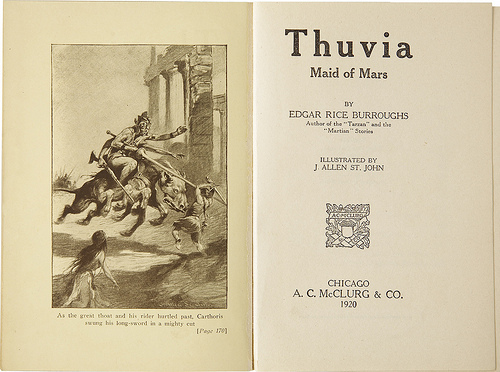 As the great thoat and his rider hurtled past, Carthoris
swung his long-sword in a mighty cut
[Page 170]
Thuvia
Maid of Mars
BY
EDGAR RICE BURROUGHS
Author of the "Tarzan" and the
"Martian" Stories
ILLUSTRATED BY
J. ALLEN ST. JOHN
A·C·McCLURG
CHICAGO
A. C. McCLURG & CO.
1920